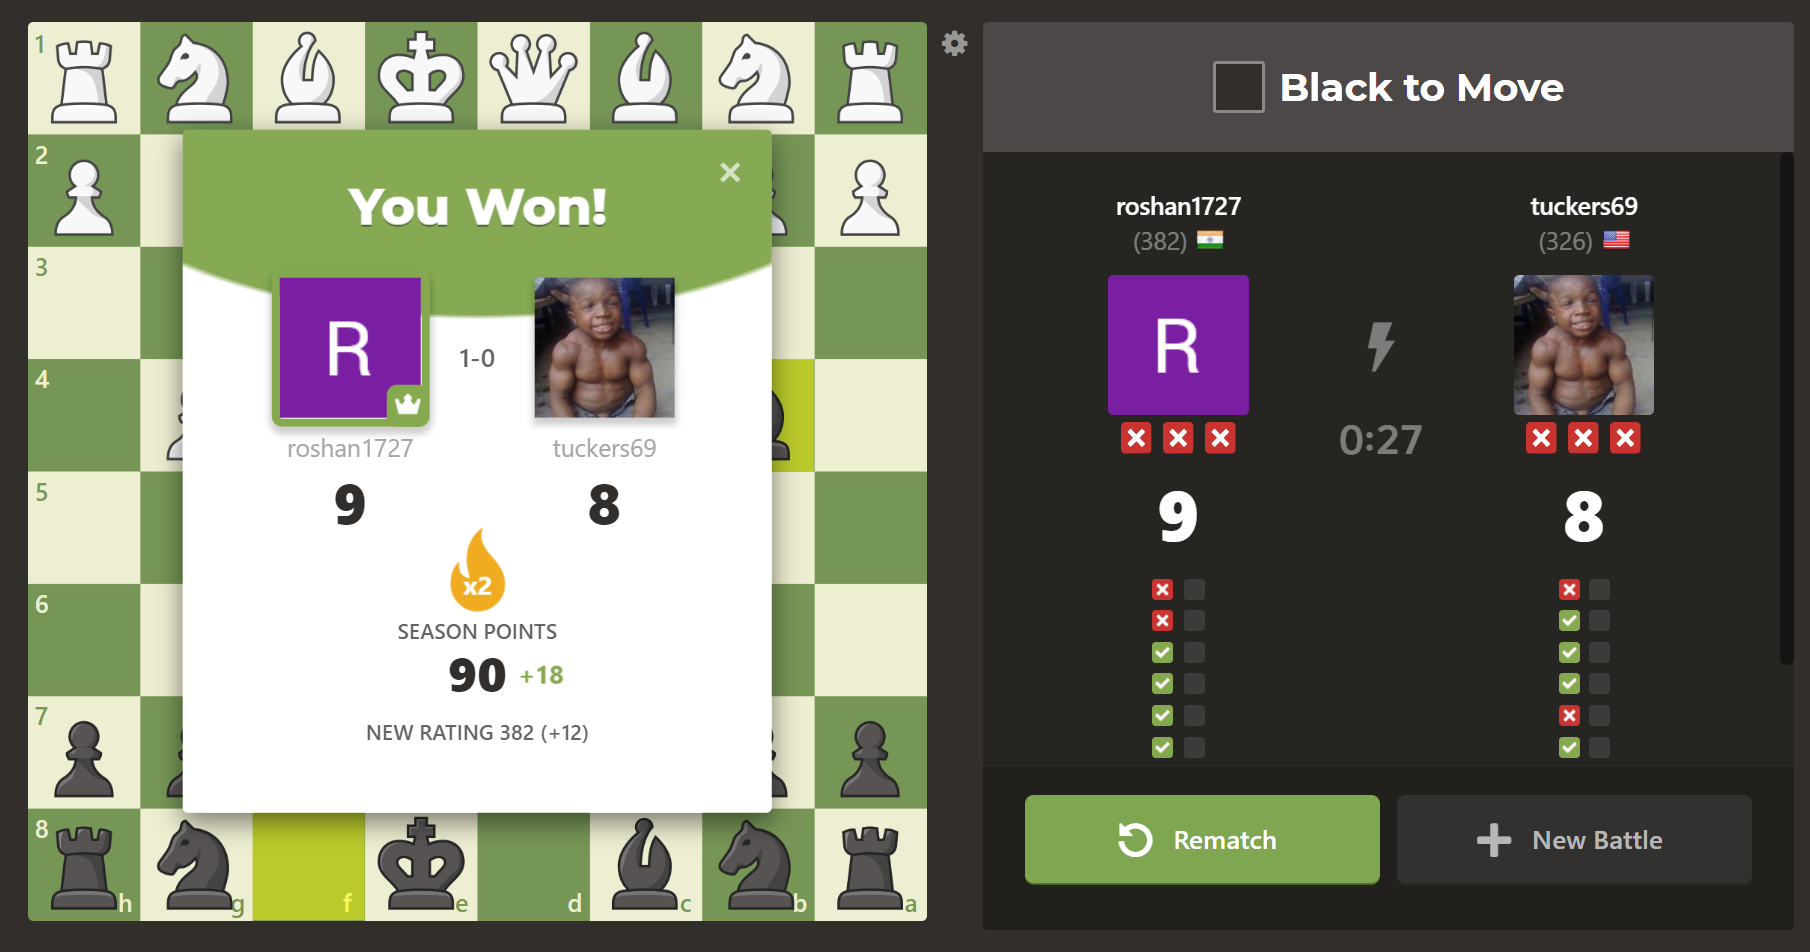 1
2
3
4
5
6
7
8
h
g
f
e
d
c
b
a
You Won!
R
1-0
roshan1727
tuckers69
9
8
x2
SEASON POINTS
90 +18
NEW RATING 382 (+12)
Black to Move
roshan1727
(382)
tuckers69
(326)
R
0:27
9
8
Rematch
New Battle